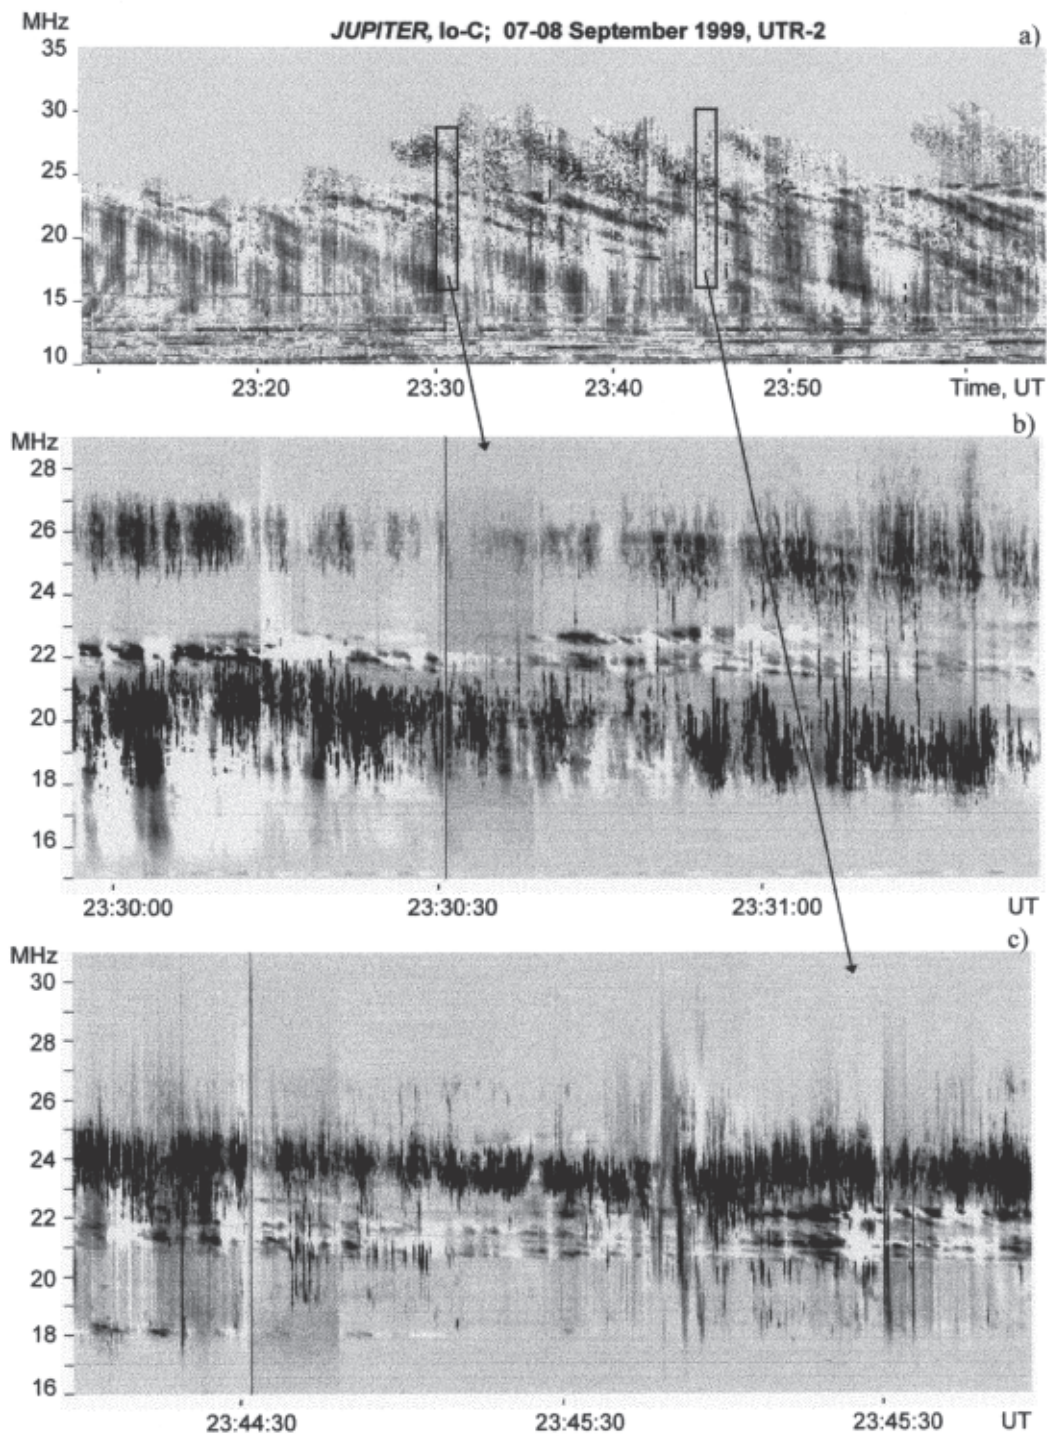 MHz
JUPITER, Io-C; 07-08 September 1999, UTR-2
a)
35
30
25
20
15
10
23:20 23:30 23:40 23:50 Time, UT
b)
MHz
28
26
24
22
20
18
16
23:30:00 23:30:30 23:31:00 UT
c)
MHz
30
28
26
24
22
20
18
16
23:44:30 23:45:30 23:45:30 UT